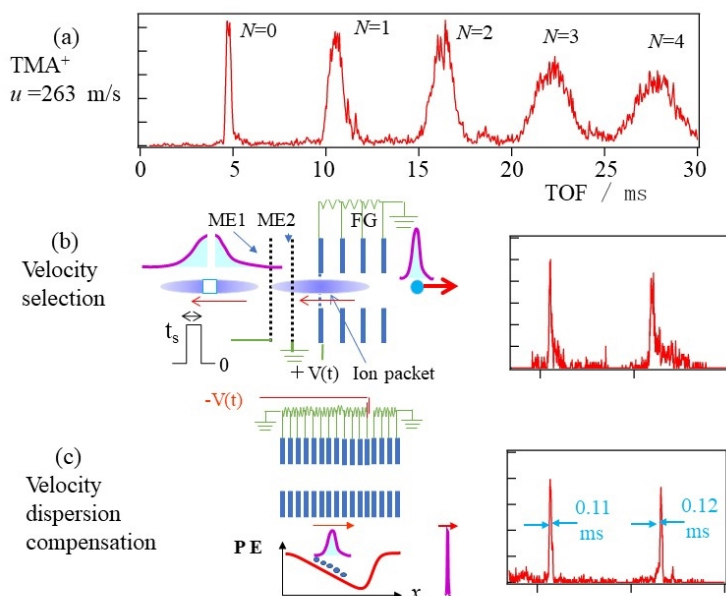 (a)
TMA⁺
u =263 m/s
N=0
N=1
N=2
N=3
N=4
0 5 10 15 20 25 30
TOF / ms
(b)
Velocity
selection
ME1 ME2 FG
tₛ
0
+V(t)
Ion packet
-V(t)
(c)
Velocity
dispersion
compensation
PE
x
0.11
ms
0.12
ms